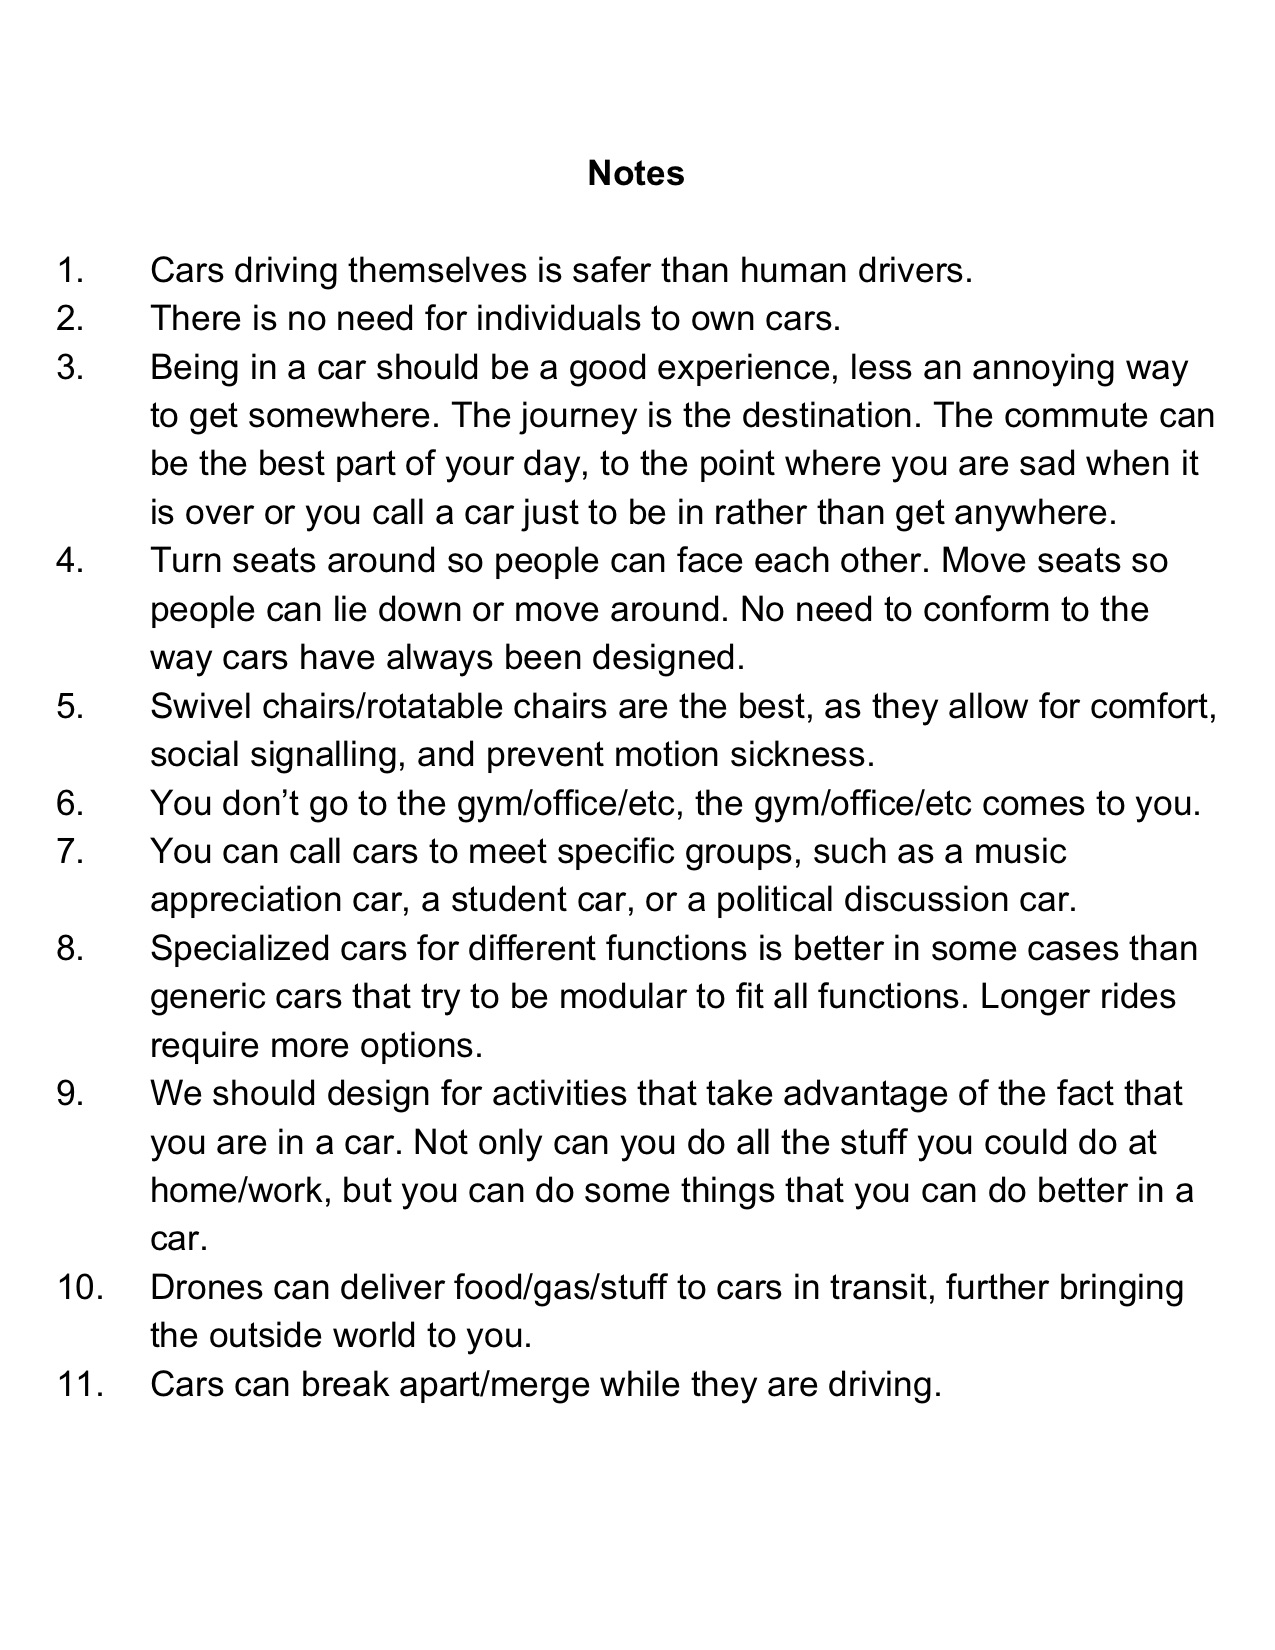 Notes
1. Cars driving themselves is safer than human drivers.
2. There is no need for individuals to own cars.
3. Being in a car should be a good experience, less an annoying way
to get somewhere. The journey is the destination. The commute can
be the best part of your day, to the point where you are sad when it
is over or you call a car just to be in rather than get anywhere.
4. Turn seats around so people can face each other. Move seats so
people can lie down or move around. No need to conform to the
way cars have always been designed.
5. Swivel chairs/rotatable chairs are the best, as they allow for comfort,
social signalling, and prevent motion sickness.
6. You don’t go to the gym/office/etc, the gym/office/etc comes to you.
7. You can call cars to meet specific groups, such as a music
appreciation car, a student car, or a political discussion car.
8. Specialized cars for different functions is better in some cases than
generic cars that try to be modular to fit all functions. Longer rides
require more options.
9. We should design for activities that take advantage of the fact that
you are in a car. Not only can you do all the stuff you could do at
home/work, but you can do some things that you can do better in a
car.
10. Drones can deliver food/gas/stuff to cars in transit, further bringing
the outside world to you.
11. Cars can break apart/merge while they are driving.